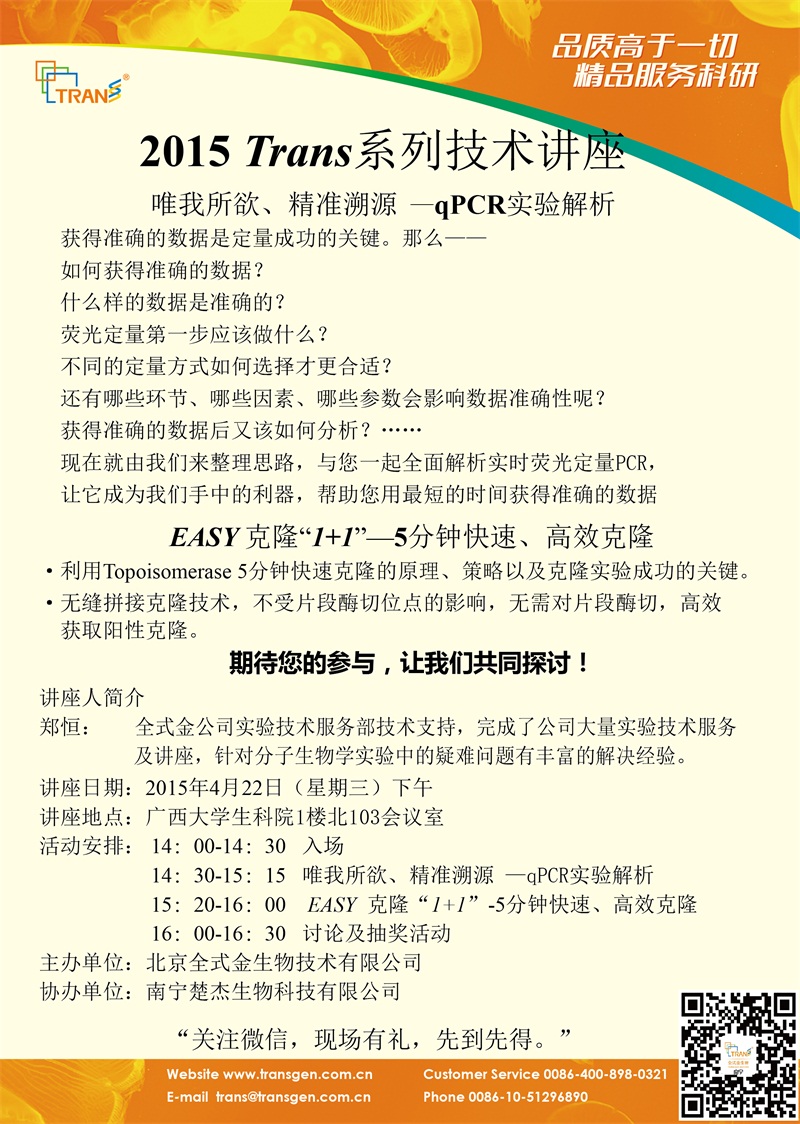 品质高于一切
精品服务科研
TRANS®
2015 Trans系列技术讲座
唯我所欲、精准溯源 —qPCR实验解析
获得准确的数据是定量成功的关键。那么——
如何获得准确的数据？
什么样的数据是准确的？
荧光定量第一步应该做什么？
不同的定量方式如何选择才更合适？
还有哪些环节、哪些因素、哪些参数会影响数据准确性呢？
获得准确的数据后又该如何分析？……
现在就由我们来整理思路，与您一起全面解析实时荧光定量PCR，
让它成为我们手中的利器，帮助您用最短的时间获得准确的数据
EASY 克隆“1+1”—5分钟快速、高效克隆
·利用Topoisomerase 5分钟快速克隆的原理、策略以及克隆实验成功的关键。
·无缝拼接克隆技术，不受片段酶切位点的影响，无需对片段酶切，高效
获取阳性克隆。
期待您的参与，让我们共同探讨！
讲座人简介
郑恒： 全式金公司实验技术服务部技术支持，完成了公司大量实验技术服务
及讲座，针对分子生物学实验中的疑难问题有丰富的解决经验。
讲座日期：2015年4月22日（星期三）下午
讲座地点：广西大学生科院1楼北103会议室
活动安排： 14：00-14：30 入场
14：30-15：15 唯我所欲、精准溯源 —qPCR实验解析
15：20-16：00 EASY 克隆“1+1”-5分钟快速、高效克隆
16：00-16：30 讨论及抽奖活动
主办单位：北京全式金生物技术有限公司
协办单位：南宁楚杰生物科技有限公司
“关注微信，现场有礼，先到先得。”
TRANS
Website www.transgen.com.cn Customer Service 0086-400-898-0321
E-mail trans@transgen.com.cn Phone 0086-10-51296890